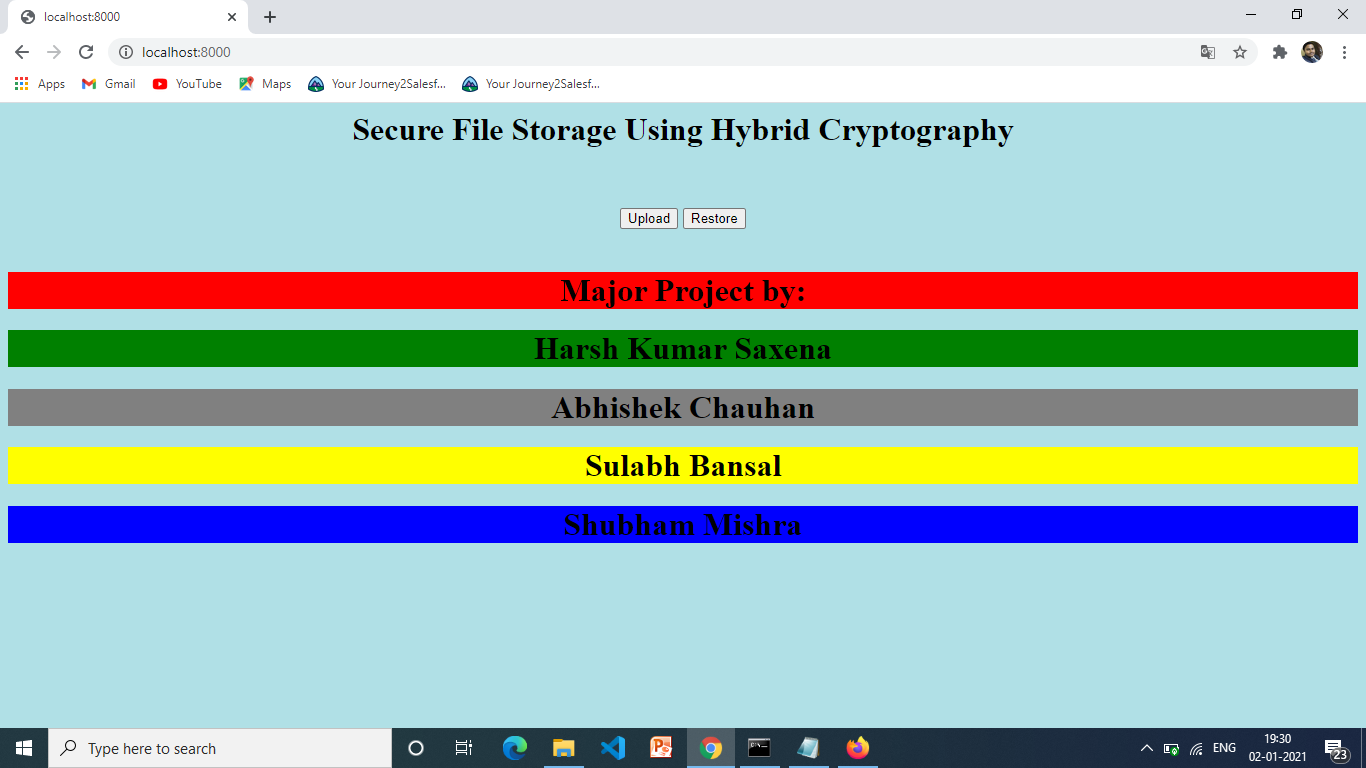 localhost:8000
localhost:8000
Apps Gmail YouTube Maps Your Journey2Salesf... Your Journey2Salesf...
Secure File Storage Using Hybrid Cryptography
Upload Restore
Major Project by:
Harsh Kumar Saxena
Abhishek Chauhan
Sulabh Bansal
Shubham Mishra
Type here to search
ENG
19:30
02-01-2021
23